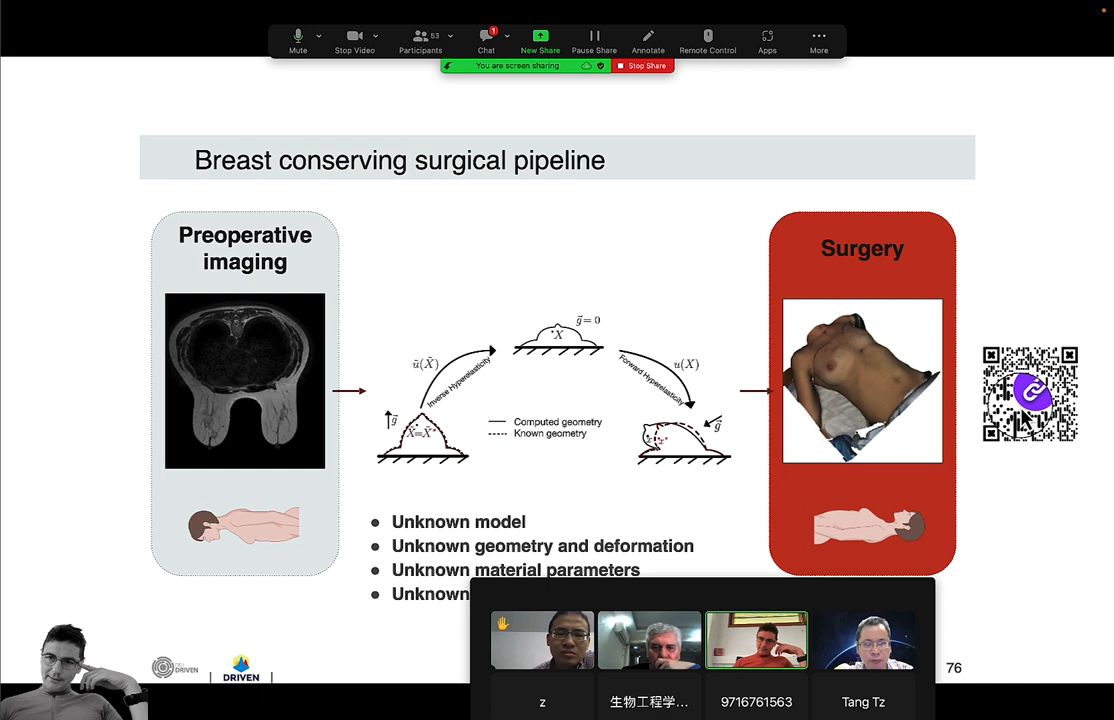 Mute
Stop Video
53
Participants
1
Chat
New Share
Pause Share
Annotate
Remote Control
Apps
More
You are screen sharing
Stop Share
Breast conserving surgical pipeline
Preoperative
imaging
Surgery
g⃗ = 0
X
ũ(X̃)
Inverse Hyperelasticity
Forward Hyperelasticity
u(X)
g⃗
Computed geometry
Known geometry
g⃗
● Unknown model
● Unknown geometry and deformation
● Unknown material parameters
● Unknown
DRIVEN
DRIVEN
76
z
生物工程学...
9716761563
Tang Tz